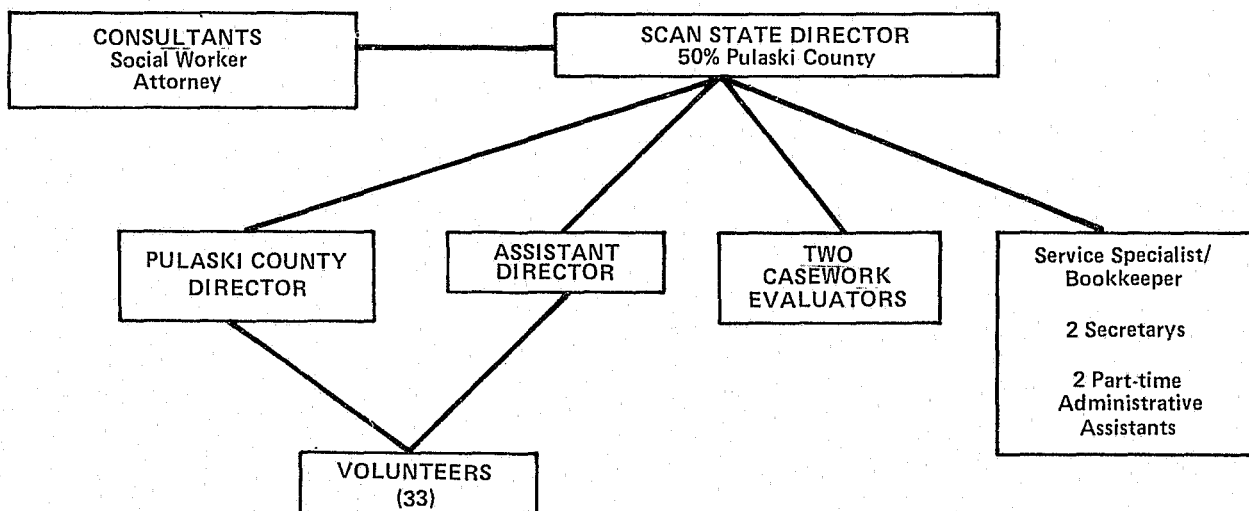 CONSULTANTS
Social Worker
Attorney
SCAN STATE DIRECTOR
50% Pulaski County
PULASKI COUNTY
DIRECTOR
ASSISTANT
DIRECTOR
TWO
CASEWORK
EVALUATORS
Service Specialist/
Bookkeeper
2 Secretarys
2 Part-time
Administrative
Assistants
VOLUNTEERS
(33)